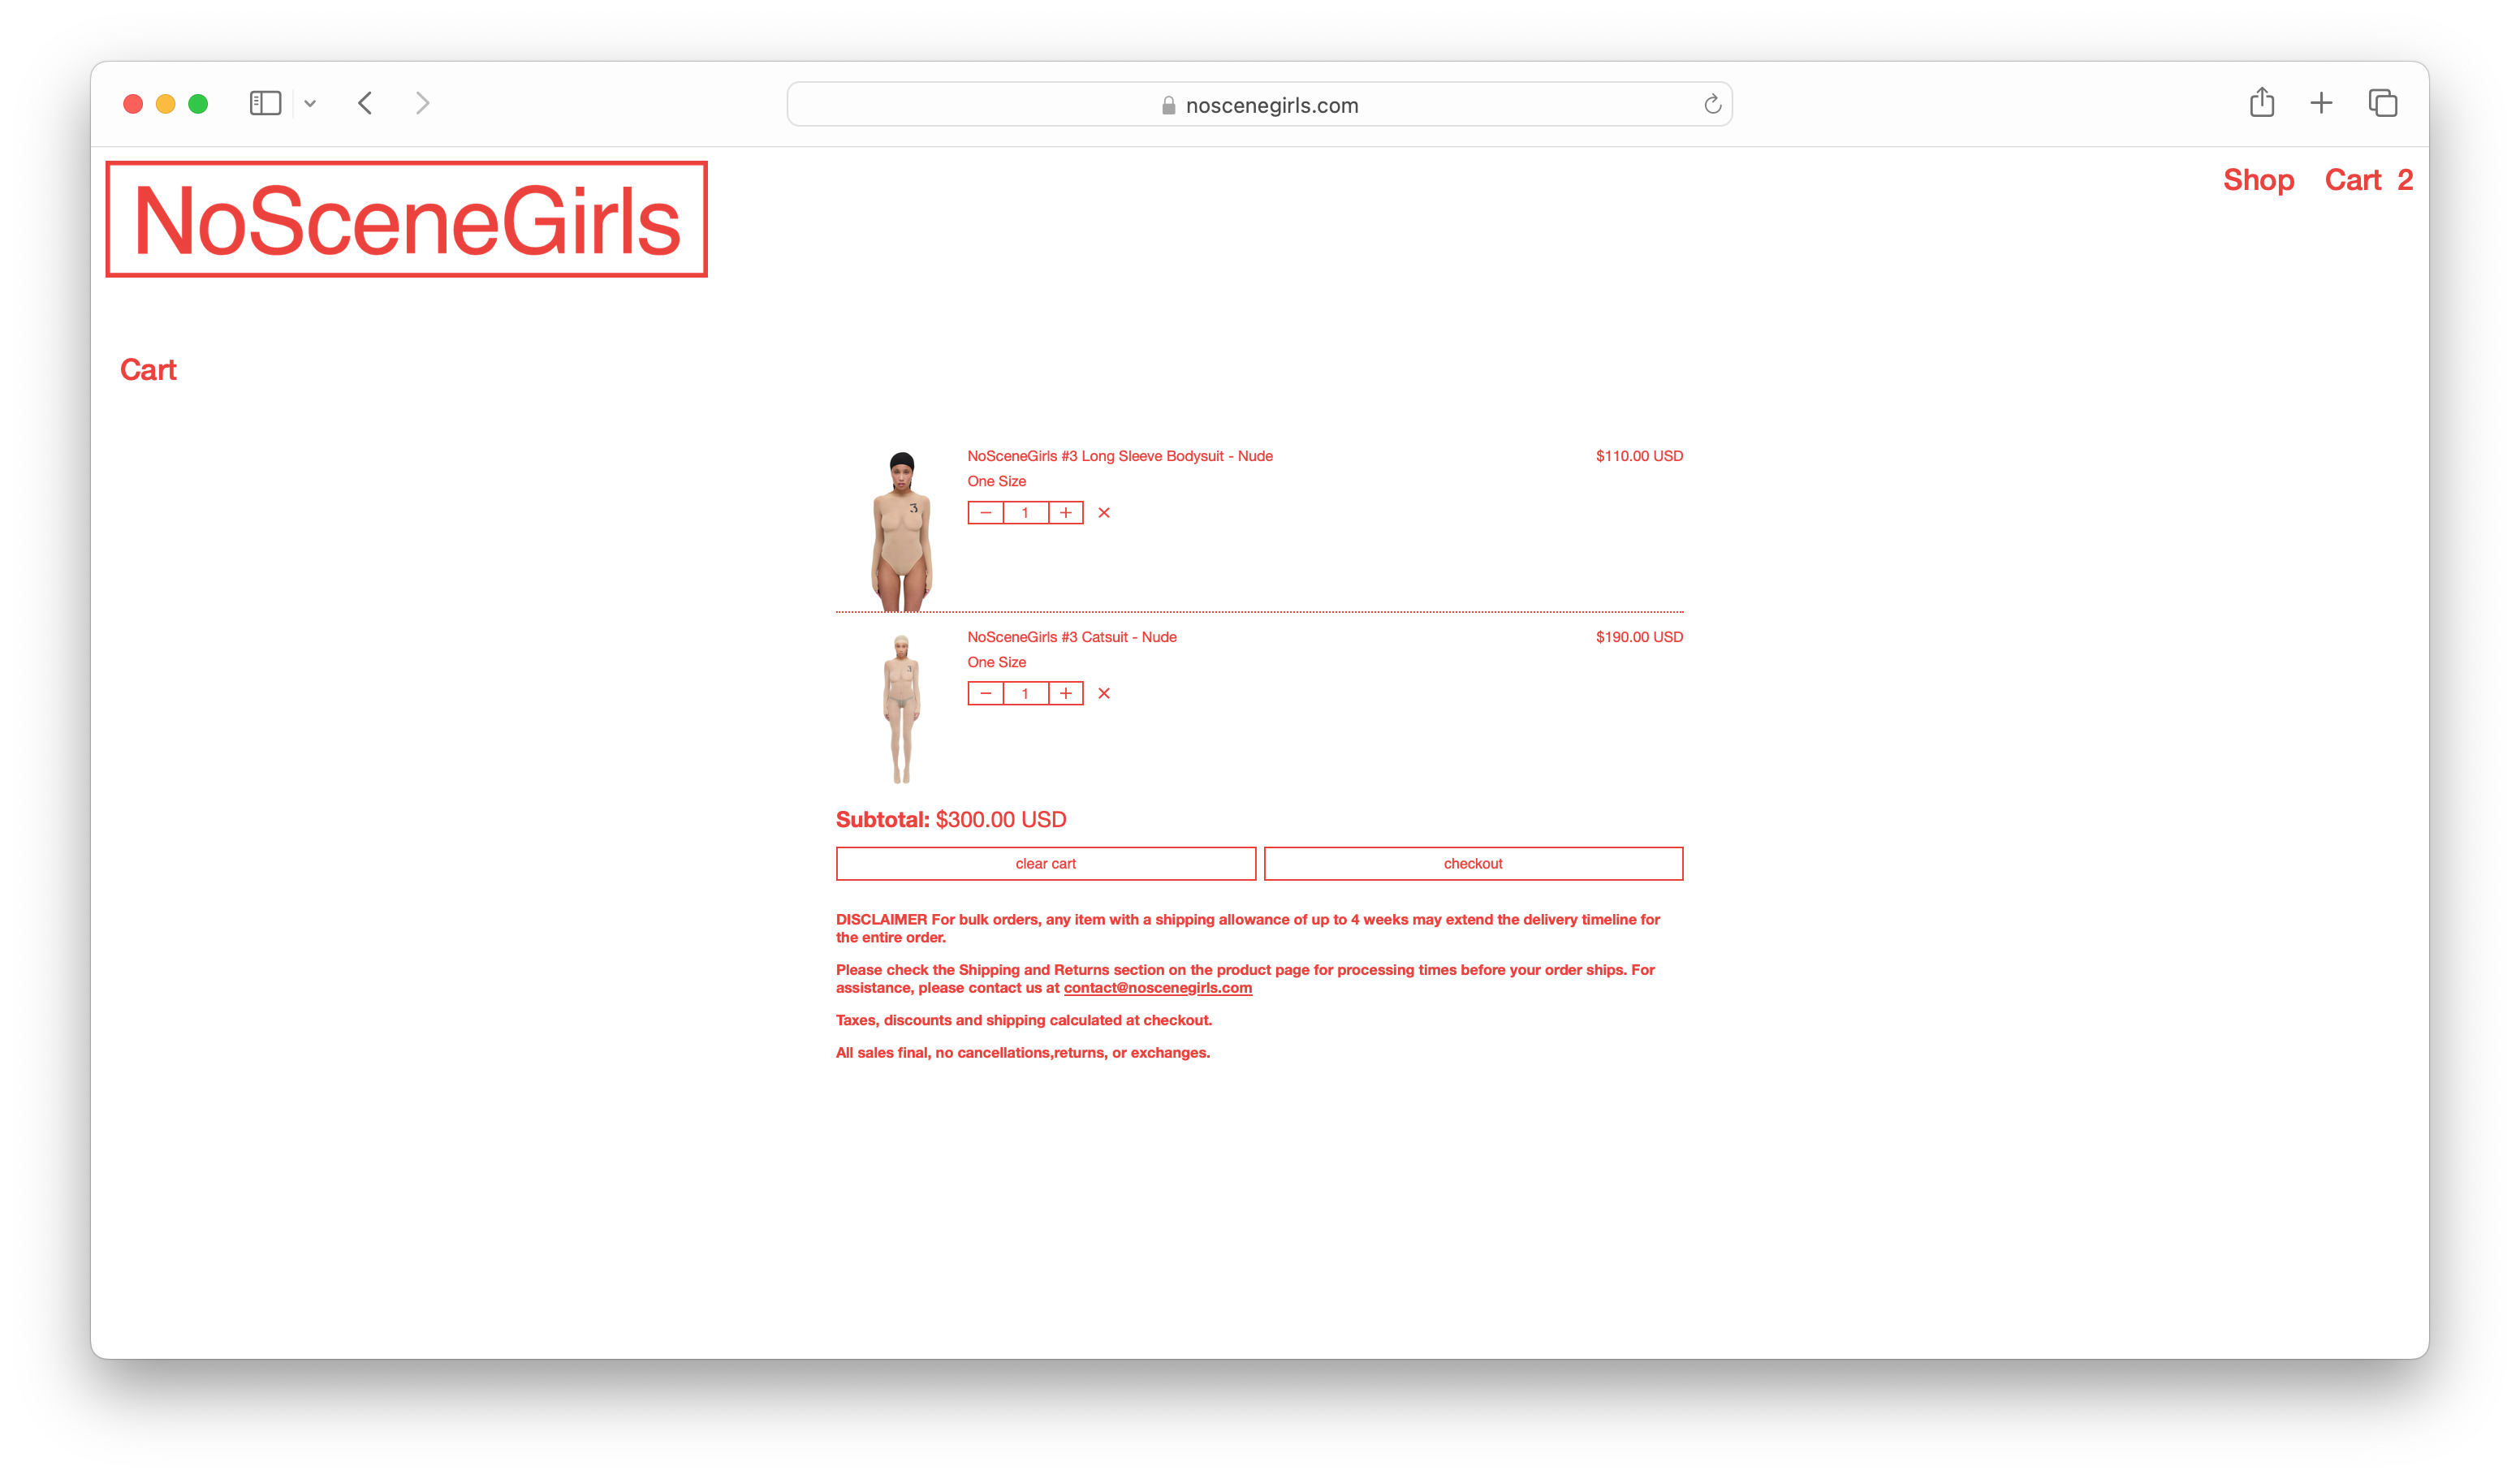 noscenegirls.com
NoSceneGirls
Shop Cart 2
Cart
NoSceneGirls #3 Long Sleeve Bodysuit - Nude $110.00 USD
One Size
− 1 + ×
3
NoSceneGirls #3 Catsuit - Nude $190.00 USD
One Size
− 1 + ×
3
Subtotal: $300.00 USD
clear cart checkout
DISCLAIMER For bulk orders, any item with a shipping allowance of up to 4 weeks may extend the delivery timeline for
the entire order.
Please check the Shipping and Returns section on the product page for processing times before your order ships. For
assistance, please contact us at contact@noscenegirls.com
Taxes, discounts and shipping calculated at checkout.
All sales final, no cancellations,returns, or exchanges.